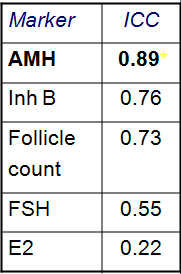 Marker ICC
AMH 0.89*
Inh B 0.76
Follicle 0.73
count
FSH 0.55
E2 0.22